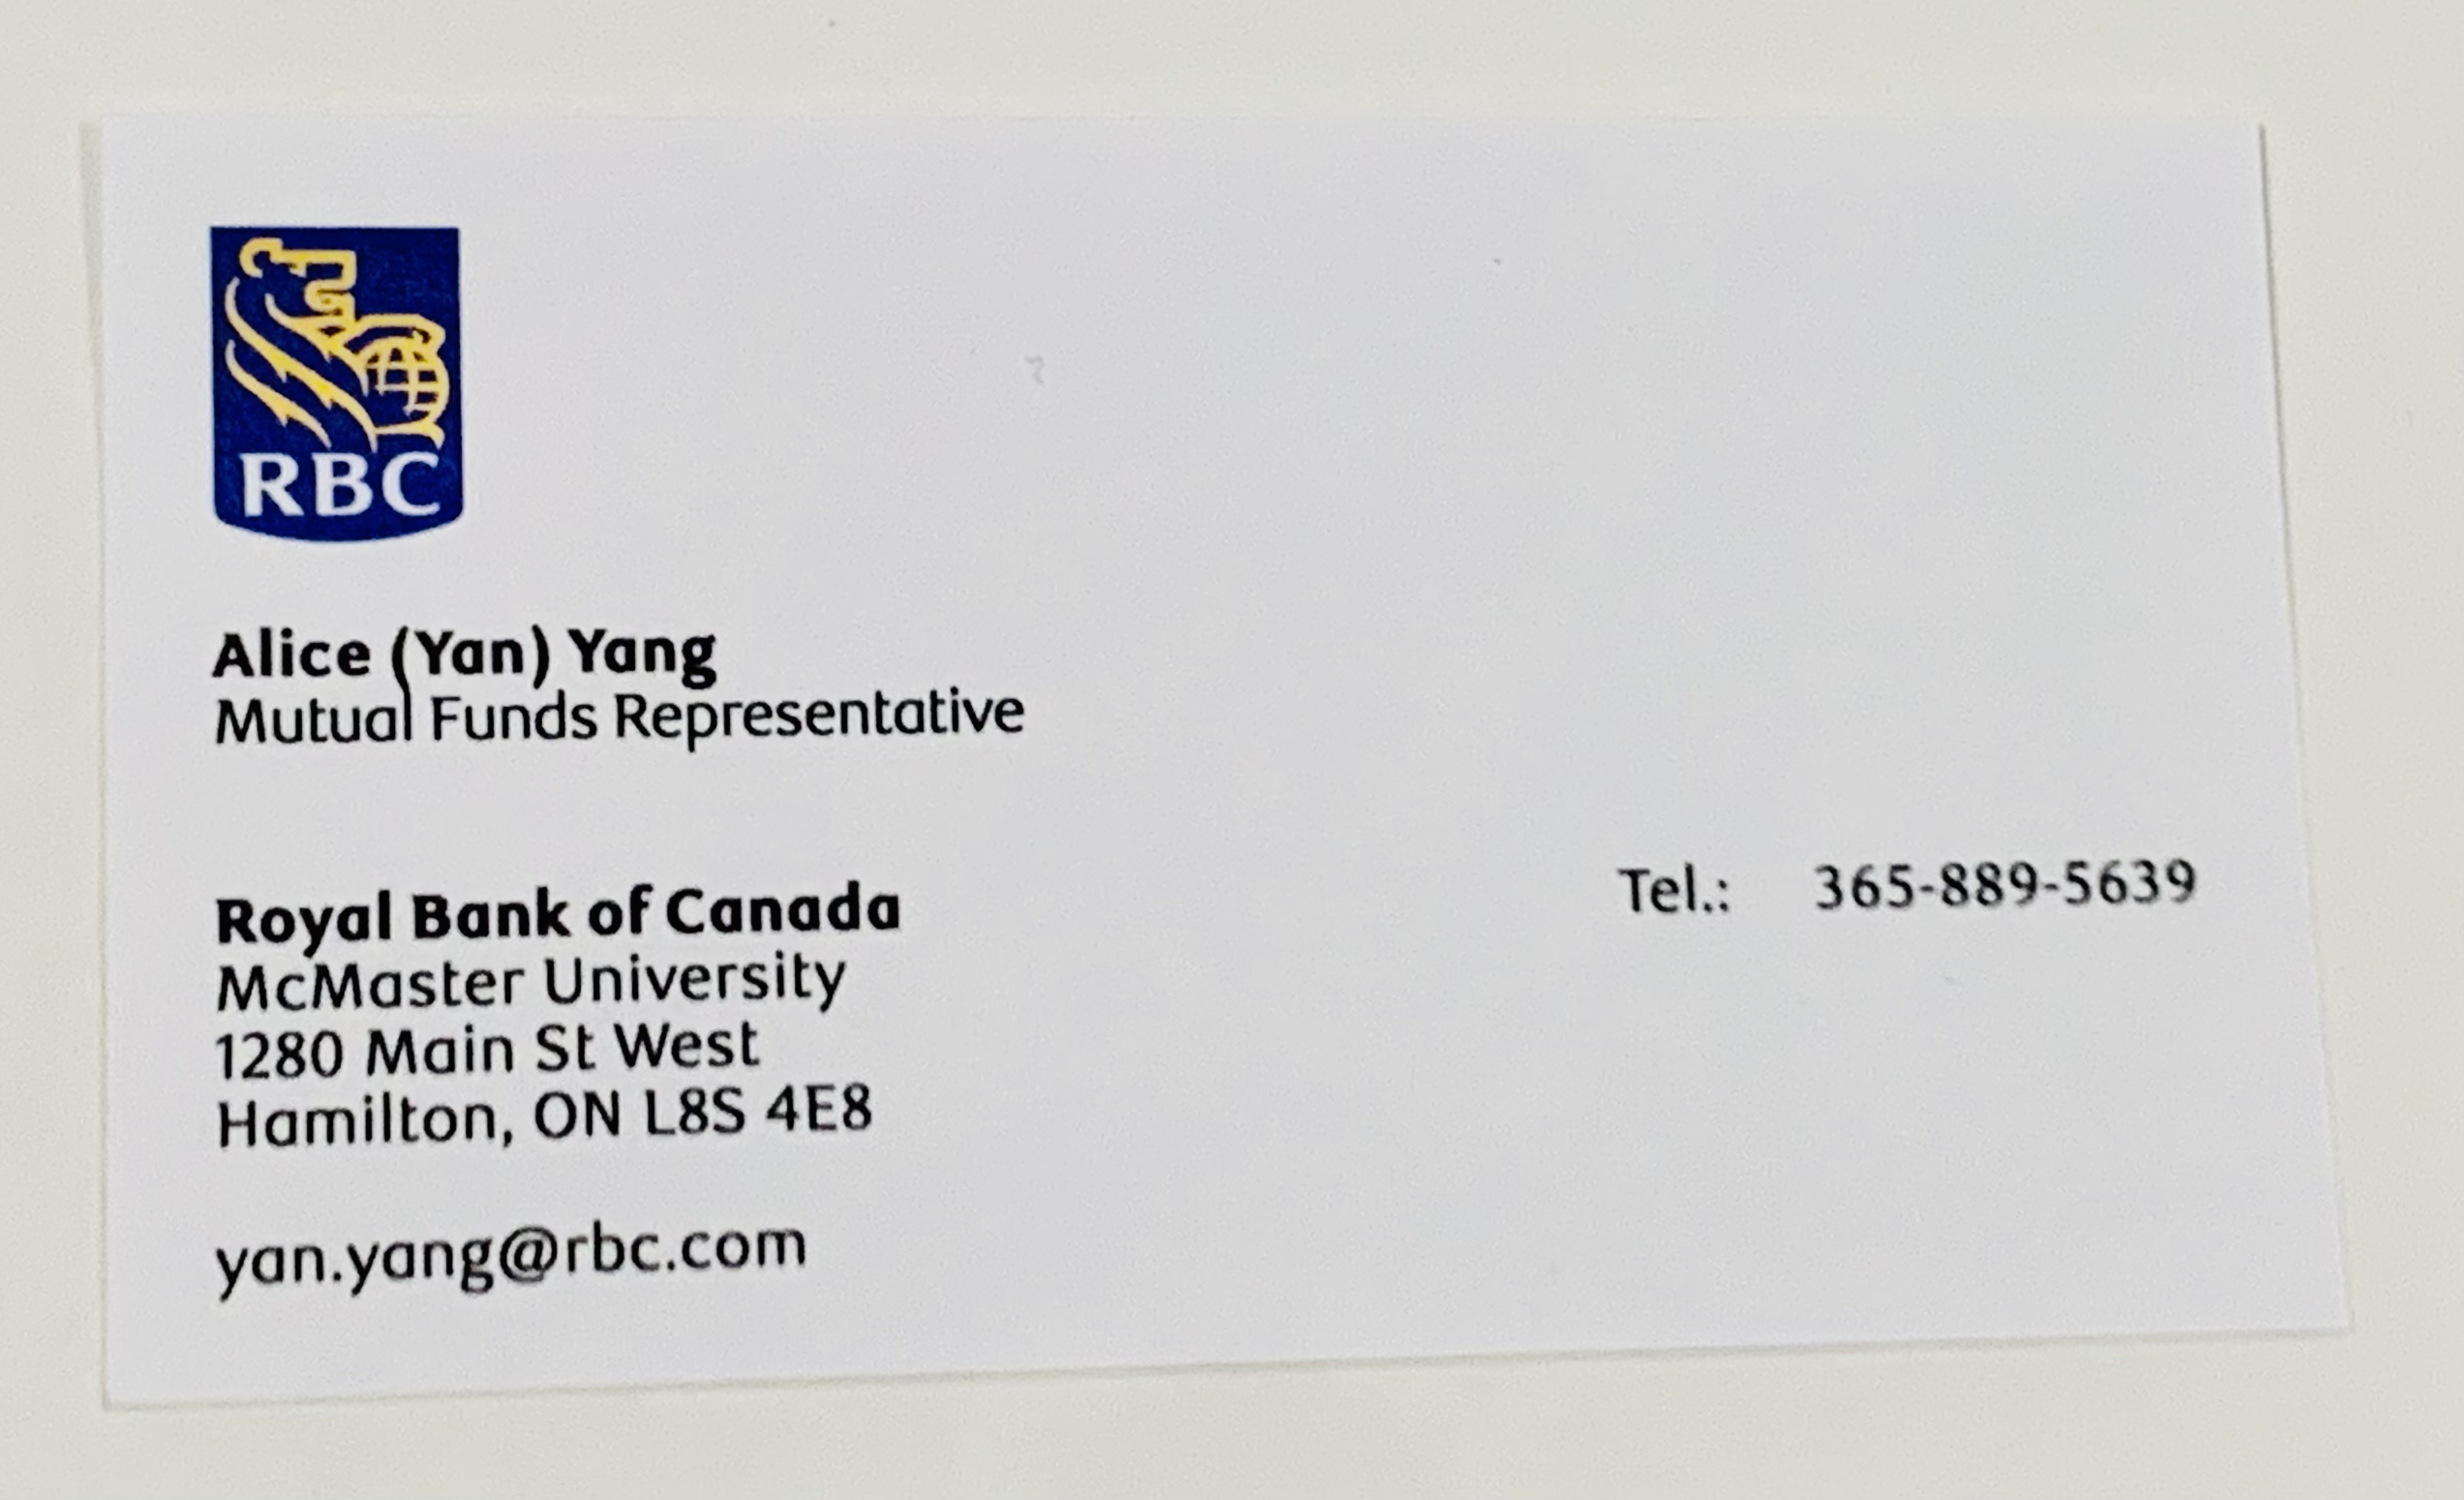 RBC
Alice (Yan) Yang
Mutual Funds Representative
Royal Bank of Canada
McMaster University
1280 Main St West
Hamilton, ON L8S 4E8
yan.yang@rbc.com
Tel.: 365-889-5639